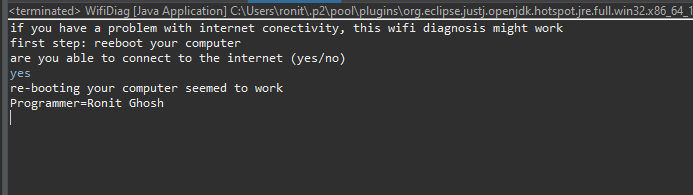 <terminated> WifiDiag [Java Application] C:\Users\ronit\.p2\pool\plugins\org.eclipse.justj.openjdk.hotspot.jre.full.win32.x86_64_1
if you have a problem with internet conectivity, this wifi diagnosis might work
first step: reeboot your computer
are you able to connect to the internet (yes/no)
yes
re-booting your computer seemed to work
Programmer=Ronit Ghosh